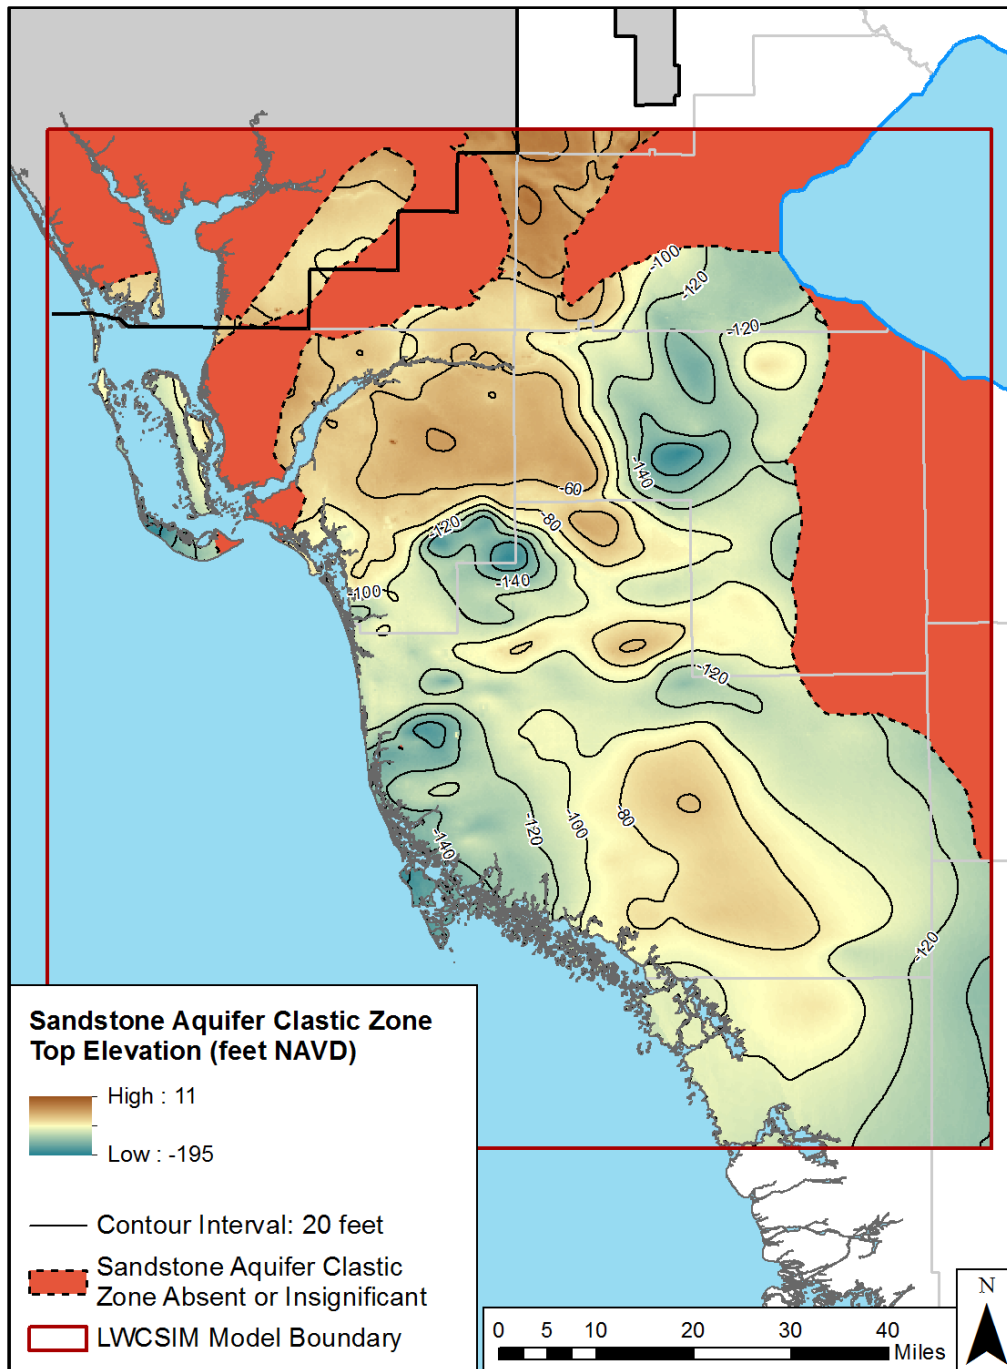 -100
-120
-120
-140
-60
-80
-120
-140
-100
-120
-80
-100
-120
-140
-120
Sandstone Aquifer Clastic Zone
Top Elevation (feet NAVD)
High : 11
Low : -195
Contour Interval: 20 feet
Sandstone Aquifer Clastic
Zone Absent or Insignificant
LWCSIM Model Boundary
N
0 5 10 20 30 40
Miles